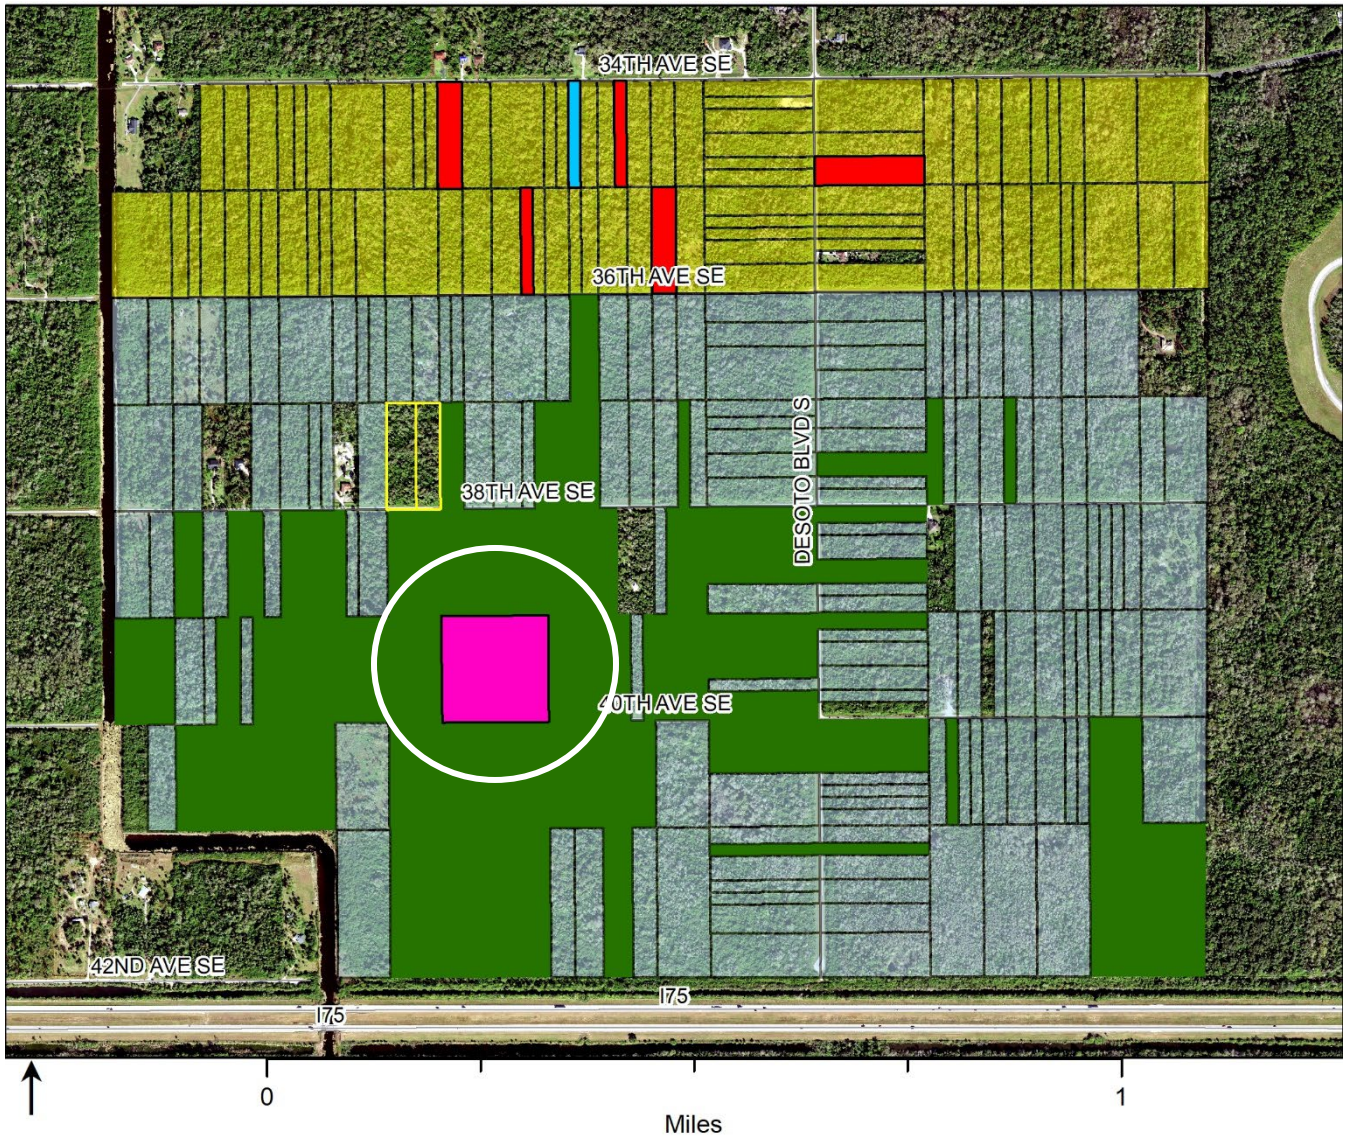 34TH AVE SE
36TH AVE SE
DESOTO BLVD S
38TH AVE SE
40TH AVE SE
42ND AVE SE
I75
I75
0
1
Miles